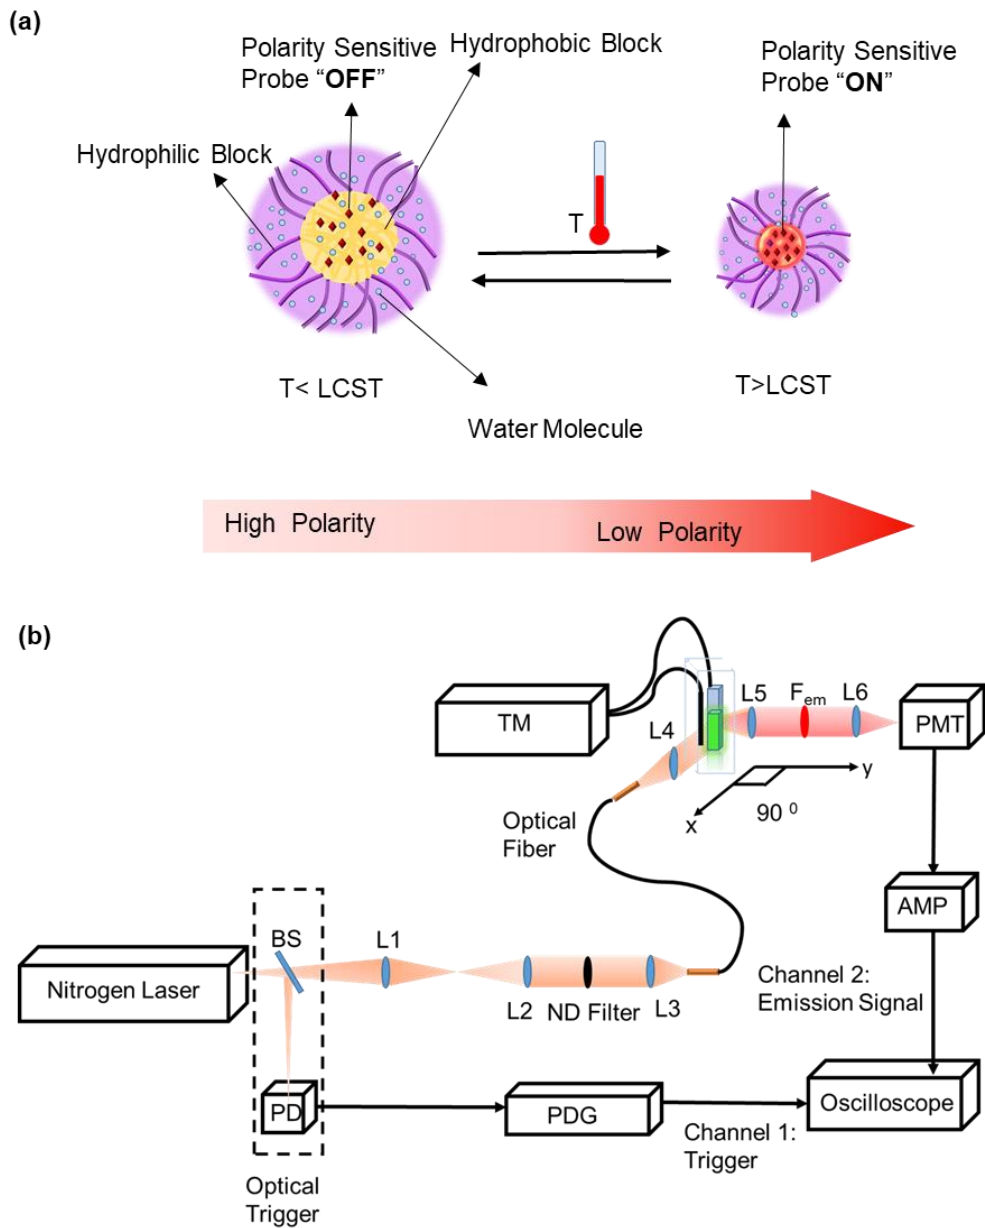 (a)
Polarity Sensitive
Probe “OFF”
Hydrophobic Block
Polarity Sensitive
Probe “ON”
Hydrophilic Block
T
T< LCST
T>LCST
Water Molecule
High Polarity
Low Polarity
(b)
TM
L4
L5
Fem
L6
PMT
y
x
90 0
Optical
Fiber
AMP
BS
L1
Nitrogen Laser
L2
ND Filter
L3
Channel 2:
Emission Signal
PD
PDG
Oscilloscope
Channel 1:
Trigger
Optical
Trigger